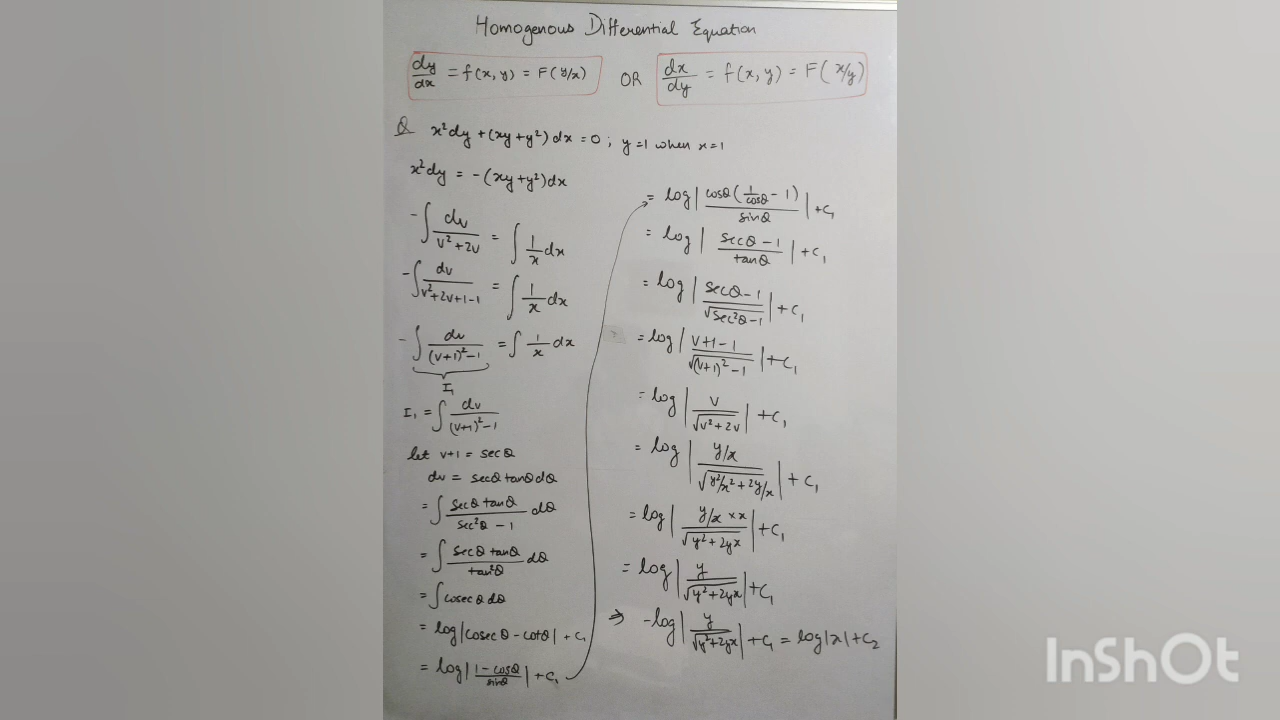 Homogenous Differential Equation
dy/dx = f(x, y) = F(y/x) OR dx/dy = f(x, y) = F(x/y)
Q x²dy + (xy+y²)dx = 0 ; y=1 when x=1
x²dy = -(xy+y²)dx
-∫ dv/(v²+2v) = ∫ 1/x dx
-∫ dv/(v²+2v+1-1) = ∫ 1/x dx
-∫ dv/((v+1)²-1) = ∫ 1/x dx
I₁
I₁ = ∫ dv/((v+1)²-1)
let v+1 = secθ
dv = secθ tanθ dθ
= ∫ (secθ tanθ)/(sec²θ - 1) dθ
= ∫ (secθ tanθ)/(tan²θ) dθ
= ∫ cosecθ dθ
= log|cosecθ - cotθ| + C₁
= log|(1-cosθ)/sinθ| + C₁
= log|cosθ(1/cosθ - 1)/sinθ| + C₁
= log|(secθ - 1)/tanθ| + C₁
= log|(secθ-1)/√(sec²θ-1)| + C₁
= log|(v+1-1)/√((v+1)²-1)| + C₁
= log|v/√(v²+2v)| + C₁
= log|(y/x)/√(y²/x²+2y/x)| + C₁
= log|(y/x × x)/√(y²+2yx)| + C₁
= log|y/√(y²+2yx)| + C₁
⇒ -log|y/√(y²+2yx)| + C₁ = log|x| + C₂
InShOt